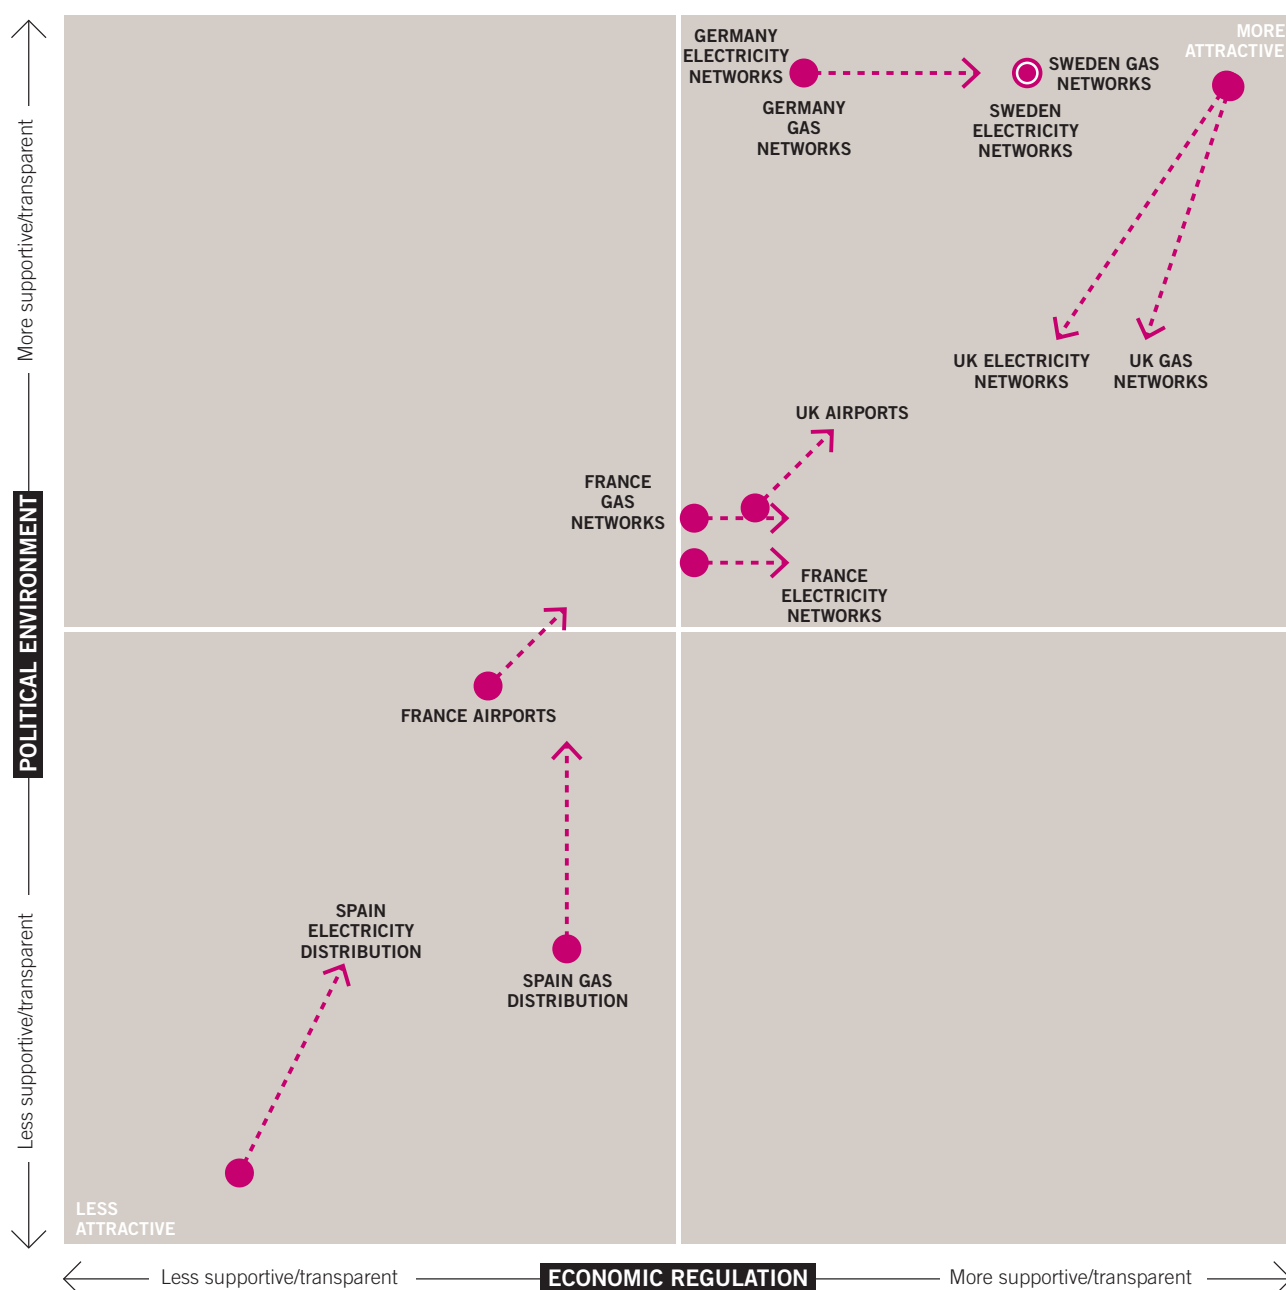 MORE
ATTRACTIVE
GERMANY
ELECTRICITY
NETWORKS
GERMANY
GAS
NETWORKS
SWEDEN GAS
NETWORKS
SWEDEN
ELECTRICITY
NETWORKS
UK ELECTRICITY
NETWORKS
UK GAS
NETWORKS
UK AIRPORTS
FRANCE
GAS
NETWORKS
FRANCE
ELECTRICITY
NETWORKS
FRANCE AIRPORTS
SPAIN
ELECTRICITY
DISTRIBUTION
SPAIN GAS
DISTRIBUTION
LESS
ATTRACTIVE
More supportive/transparent
POLITICAL ENVIRONMENT
Less supportive/transparent
Less supportive/transparent
ECONOMIC REGULATION
More supportive/transparent